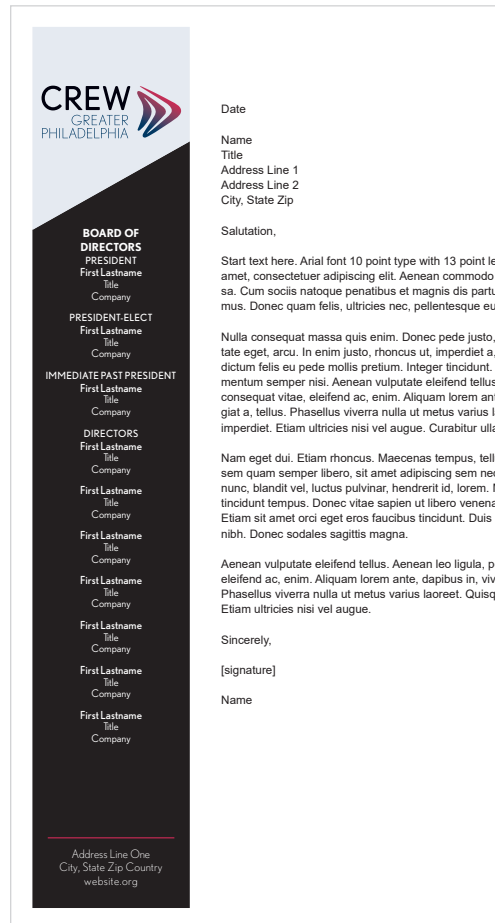 CREW
GREATER
PHILADELPHIA
BOARD OF
DIRECTORS
PRESIDENT
First Lastname
Title
Company
PRESIDENT-ELECT
First Lastname
Title
Company
IMMEDIATE PAST PRESIDENT
First Lastname
Title
Company
DIRECTORS
First Lastname
Title
Company
First Lastname
Title
Company
First Lastname
Title
Company
First Lastname
Title
Company
First Lastname
Title
Company
First Lastname
Title
Company
First Lastname
Title
Company
Address Line One
City, State Zip Country
website.org
Date
Name
Title
Address Line 1
Address Line 2
City, State Zip
Salutation,
Start text here. Arial font 10 point type with 13 point le
amet, consectetuer adipiscing elit. Aenean commodo
sa. Cum sociis natoque penatibus et magnis dis partu
mus. Donec quam felis, ultricies nec, pellentesque eu
Nulla consequat massa quis enim. Donec pede justo,
tate eget, arcu. In enim justo, rhoncus ut, imperdiet a,
dictum felis eu pede mollis pretium. Integer tincidunt.
mentum semper nisi. Aenean vulputate eleifend tellus
consequat vitae, eleifend ac, enim. Aliquam lorem ant
giat a, tellus. Phasellus viverra nulla ut metus varius l
imperdiet. Etiam ultricies nisi vel augue. Curabitur ulla
Nam eget dui. Etiam rhoncus. Maecenas tempus, tell
sem quam semper libero, sit amet adipiscing sem nec
nunc, blandit vel, luctus pulvinar, hendrerit id, lorem. 
tincidunt tempus. Donec vitae sapien ut libero venena
Etiam sit amet orci eget eros faucibus tincidunt. Duis
nibh. Donec sodales sagittis magna.
Aenean vulputate eleifend tellus. Aenean leo ligula, p
eleifend ac, enim. Aliquam lorem ante, dapibus in, viv
Phasellus viverra nulla ut metus varius laoreet. Quisq
Etiam ultricies nisi vel augue.
Sincerely,
[signature]
Name